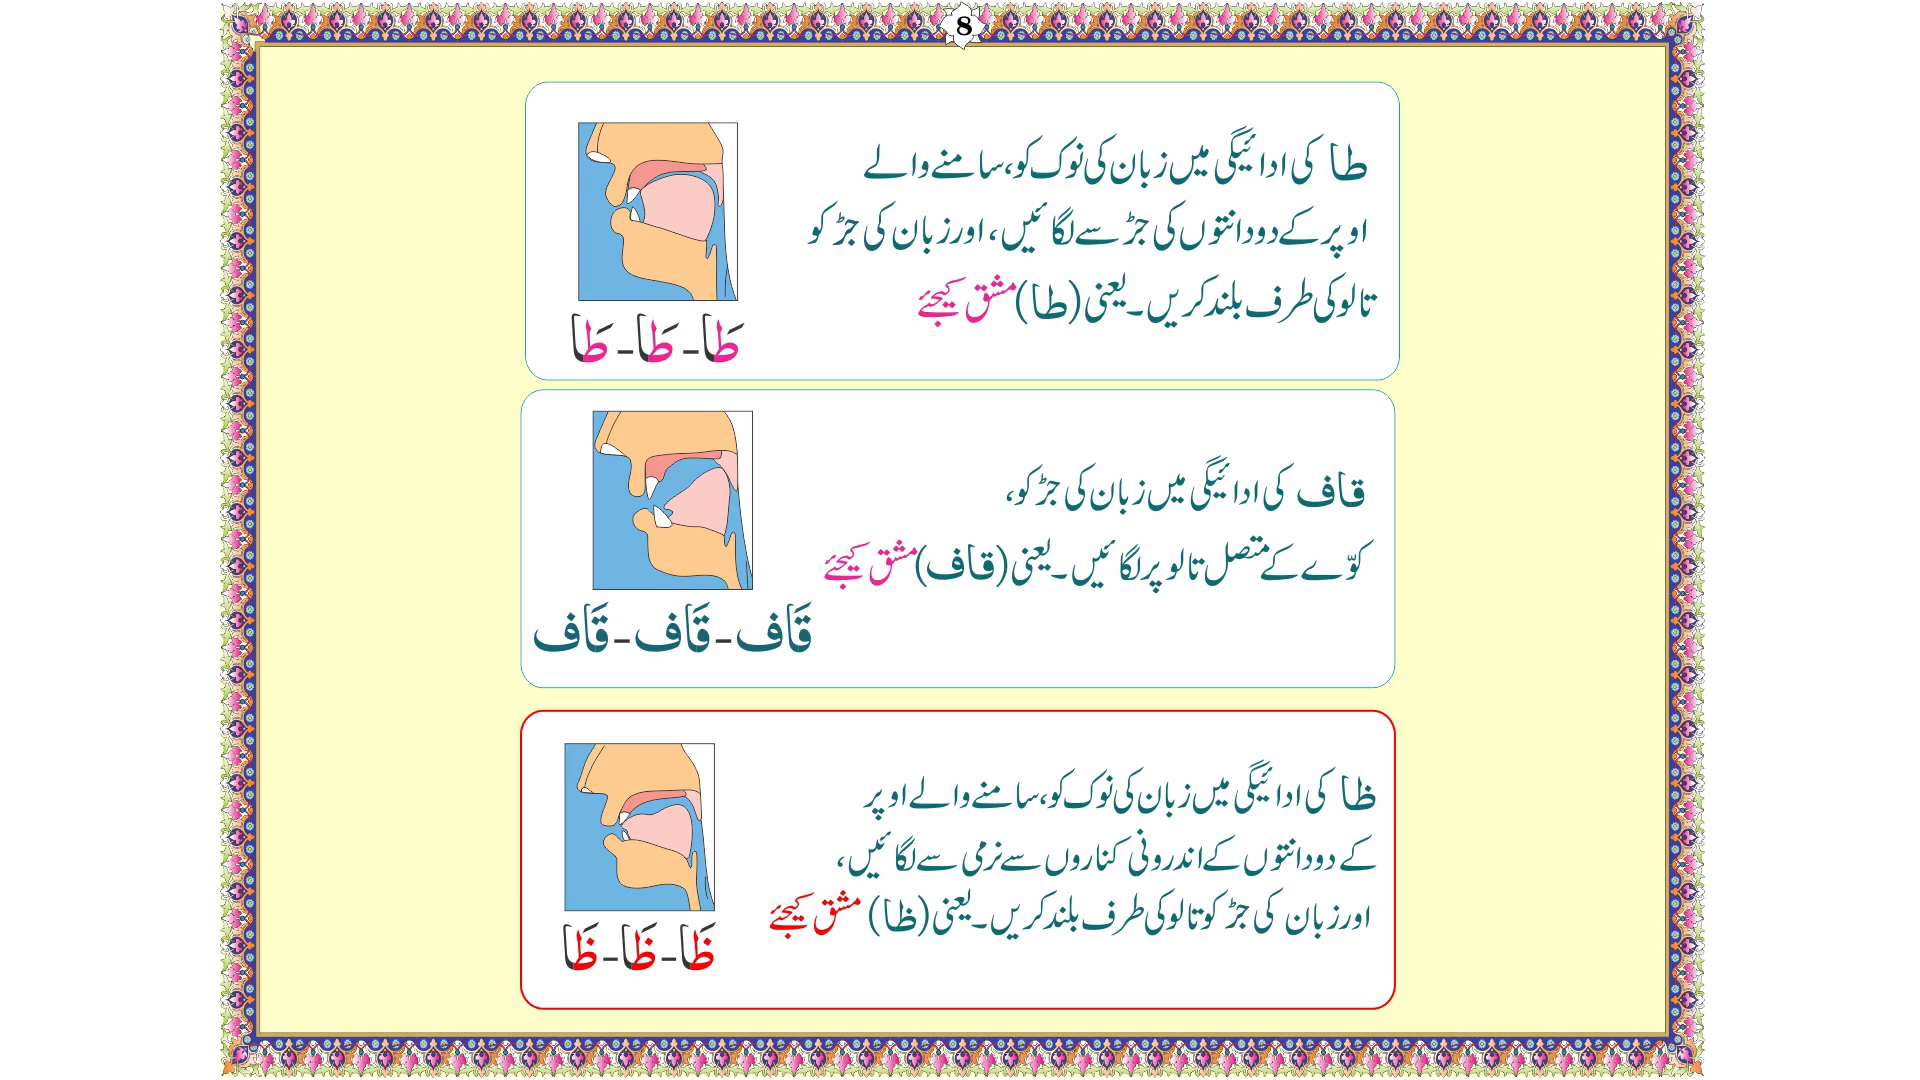 8
طا کی ادائیگی میں زبان کی نوک کو، سامنے والے
اوپر کے دو دانتوں کی جڑ سے لگائیں، اور زبان کی جڑ کو
تالو کی طرف بلند کریں۔ یعنی (طا) مشق کیجئے
طَا - طَا - طَا
قاف کی ادائیگی میں زبان کی جڑ کو،
کوّے کے متصل تالو پر لگائیں۔ یعنی (قاف) مشق کیجئے
قَاف - قَاف - قَاف
ظا کی ادائیگی میں زبان کی نوک کو، سامنے والے اوپر
کے دو دانتوں کے اندرونی کناروں سے نرمی سے لگائیں،
اور زبان کی جڑ کو تالو کی طرف بلند کریں۔ یعنی (ظا) مشق کیجئے
ظَا - ظَا - ظَا